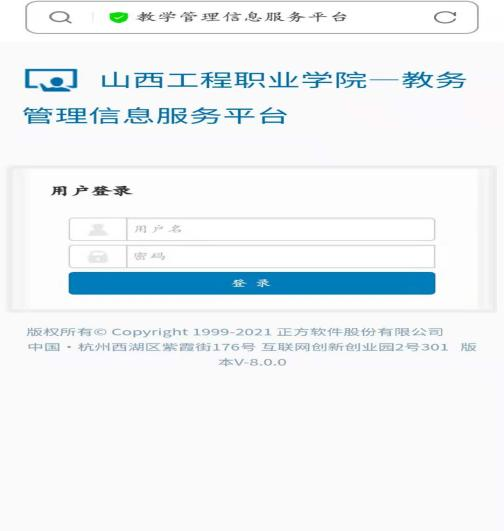 教学管理信息服务平台
山西工程职业学院—教务
管理信息服务平台
用户登录
用户名
密码
登 录
版权所有© Copyright 1999-2021 正方软件股份有限公司
中国·杭州西湖区紫霞街176号 互联网创新创业园2号301 版
本V-8.0.0